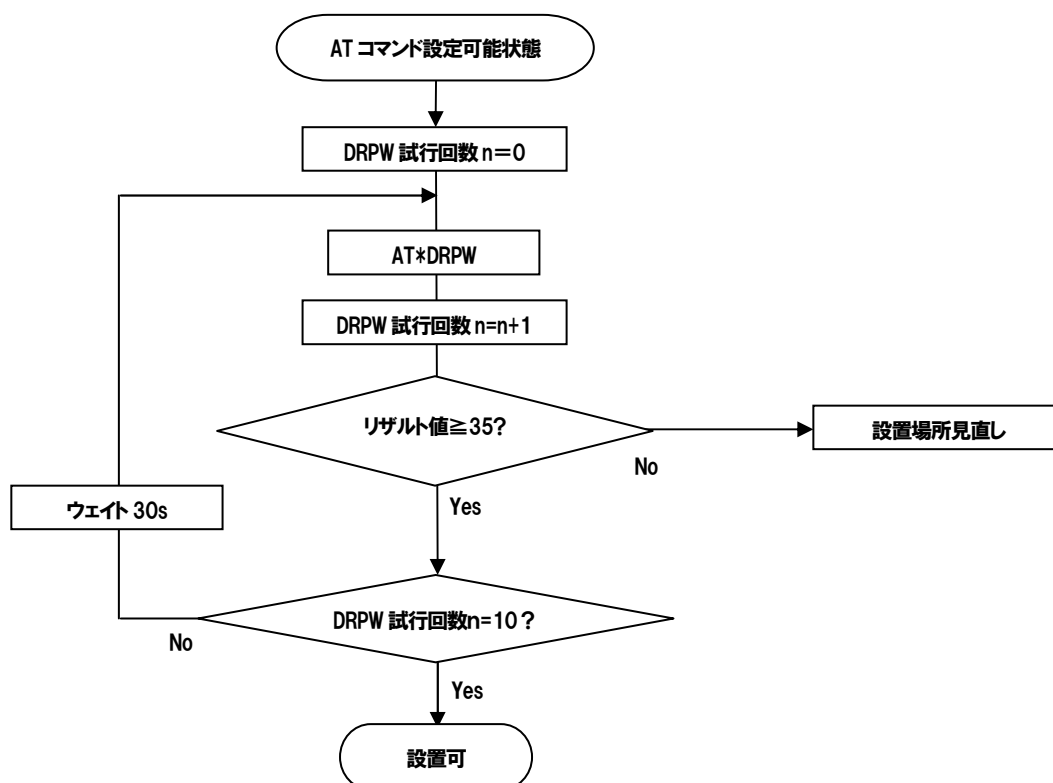 AT コマンド設定可能状態
DRPW 試行回数 n=0
AT*DRPW
DRPW 試行回数 n=n+1
リザルト値≧35?
設置場所見直し
No
ウェイト 30s
Yes
DRPW 試行回数n=10?
No
Yes
設置可